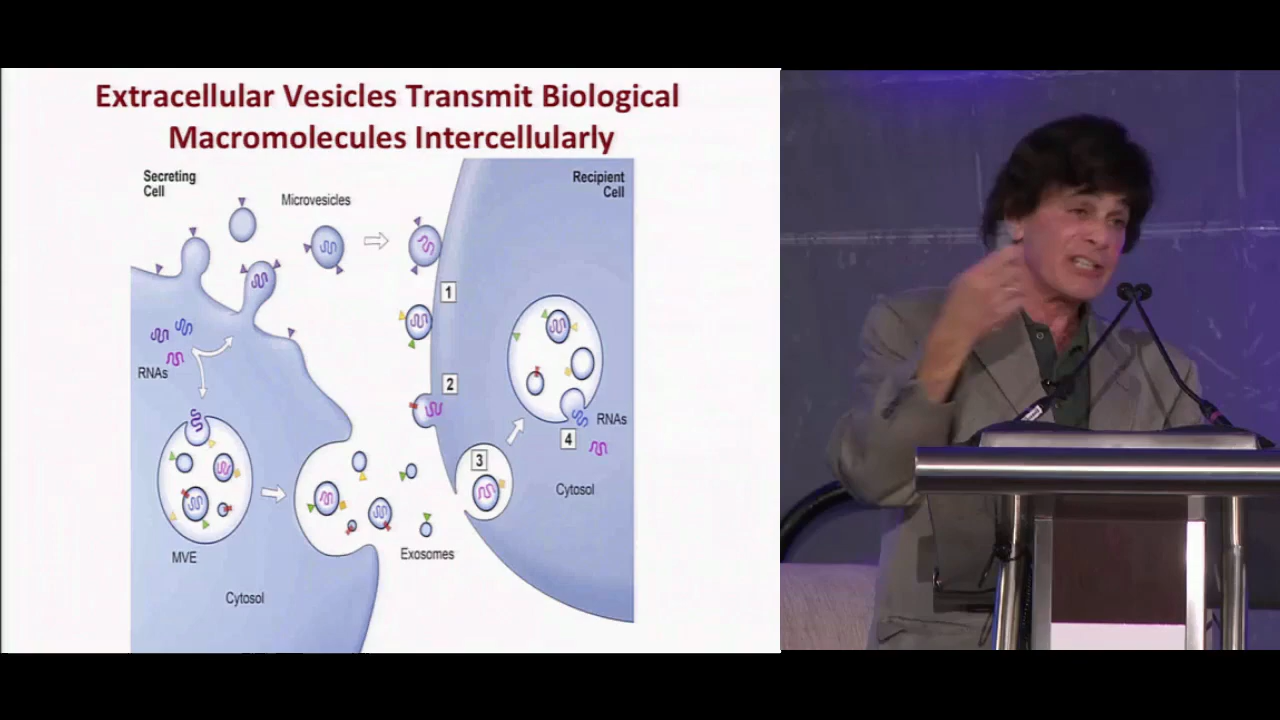 Extracellular Vesicles Transmit Biological
Macromolecules Intercellularly
Secreting
Cell
Microvesicles
Recipient
Cell
1
2
RNAs
RNAs
4
3
Cytosol
MVE
Exosomes
Cytosol